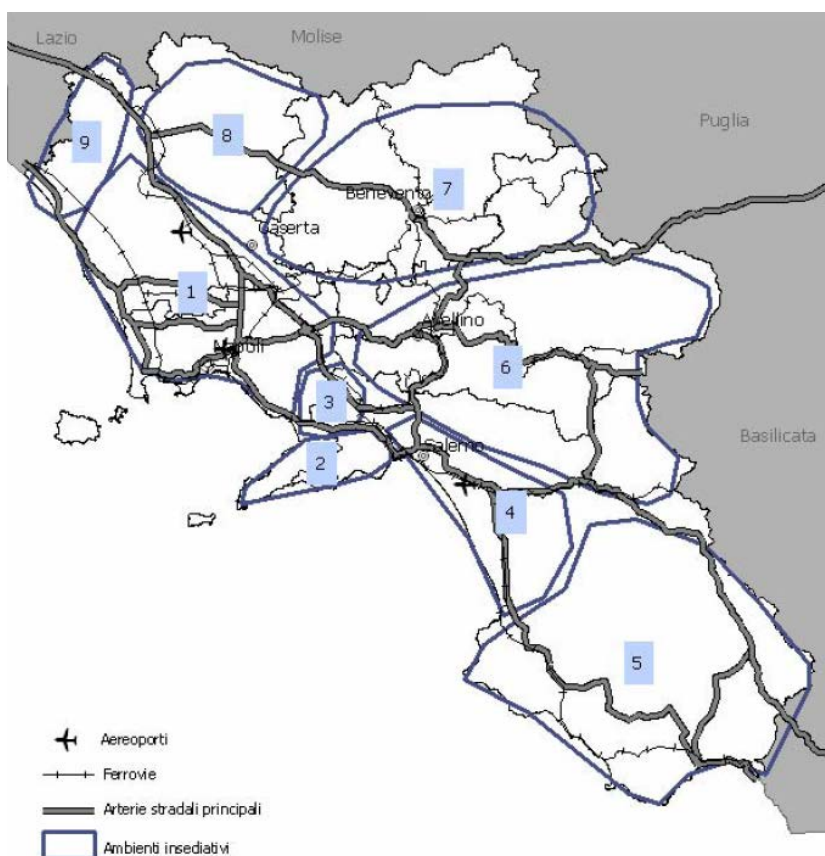 Lazio
Molise
Puglia
9
8
7
Benevento
Caserta
1
Avellino
Napoli
6
3
Basilicata
Salerno
2
4
5
Aereoporti
Ferrovie
Arterie stradali principali
Ambienti insediativi